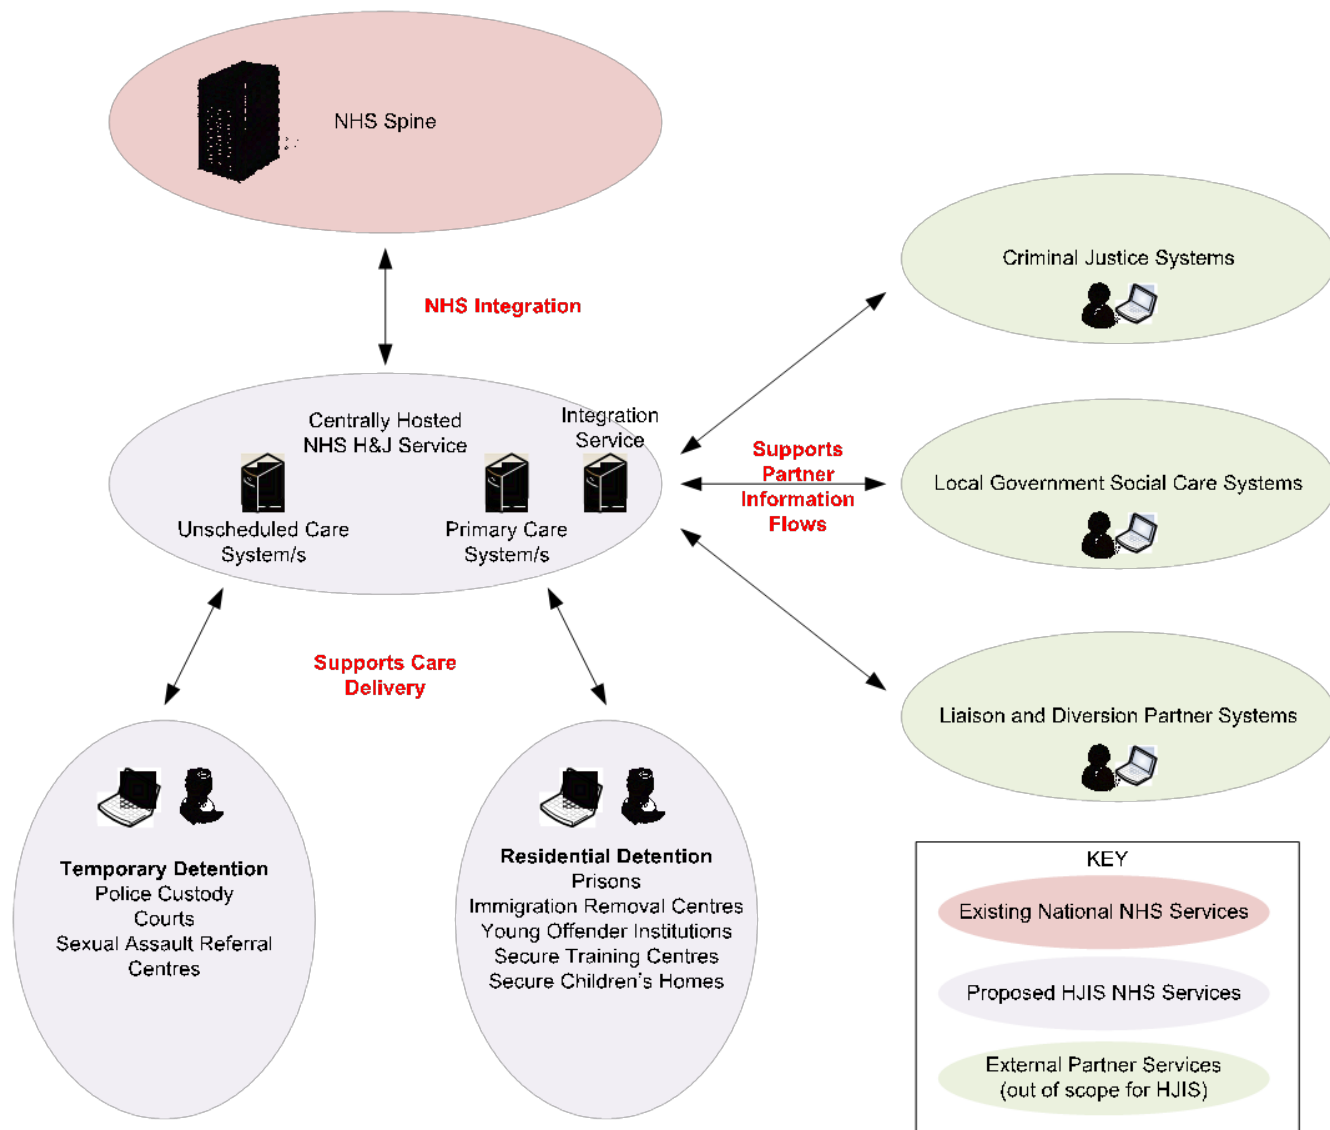 NHS Spine
NHS Integration
Centrally Hosted
NHS H&J Service
Integration
Service
Unscheduled Care
System/s
Primary Care
System/s
Supports
Partner
Information
Flows
Criminal Justice Systems
Local Government Social Care Systems
Liaison and Diversion Partner Systems
Supports Care
Delivery
Temporary Detention
Police Custody
Courts
Sexual Assault Referral
Centres
Residential Detention
Prisons
Immigration Removal Centres
Young Offender Institutions
Secure Training Centres
Secure Children's Homes
KEY
Existing National NHS Services
Proposed HJIS NHS Services
External Partner Services
(out of scope for HJIS)